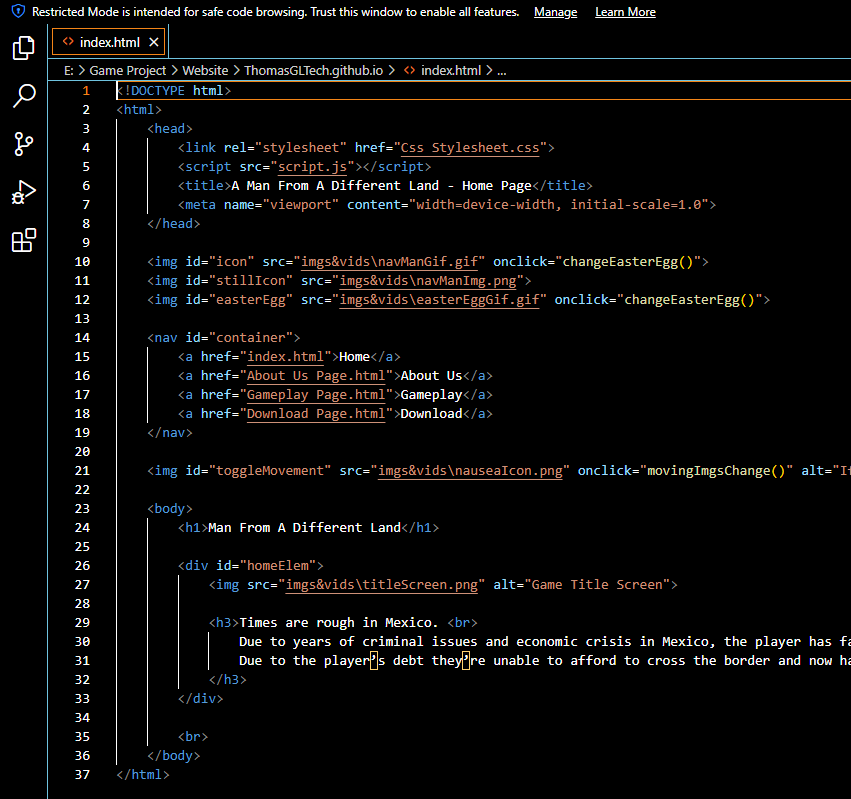 Restricted Mode is intended for safe code browsing. Trust this window to enable all features. Manage Learn More
<> index.html ×
E: > Game Project > Website > ThomasGLTech.github.io > <> index.html > ...
1 <!DOCTYPE html>
2 <html>
3 <head>
4 <link rel="stylesheet" href="Css Stylesheet.css">
5 <script src="script.js"></script>
6 <title>A Man From A Different Land - Home Page</title>
7 <meta name="viewport" content="width=device-width, initial-scale=1.0">
8 </head>
9
10 <img id="icon" src="imgs&vids\navManGif.gif" onclick="changeEasterEgg()">
11 <img id="stillIcon" src="imgs&vids\navManImg.png">
12 <img id="easterEgg" src="imgs&vids\easterEggGif.gif" onclick="changeEasterEgg()">
13
14 <nav id="container">
15 <a href="index.html">Home</a>
16 <a href="About Us Page.html">About Us</a>
17 <a href="Gameplay Page.html">Gameplay</a>
18 <a href="Download Page.html">Download</a>
19 </nav>
20
21 <img id="toggleMovement" src="imgs&vids\nauseaIcon.png" onclick="movingImgsChange()" alt="
22
23 <body>
24 <h1>Man From A Different Land</h1>
25
26 <div id="homeElem">
27 <img src="imgs&vids\titleScreen.png" alt="Game Title Screen">
28
29 <h3>Times are rough in Mexico. <br>
30 Due to years of criminal issues and economic crisis in Mexico, the player has
31 Due to the player’s debt they’re unable to afford to cross the border and now
32 </h3>
33 </div>
34
35 <br>
36 </body>
37 </html>